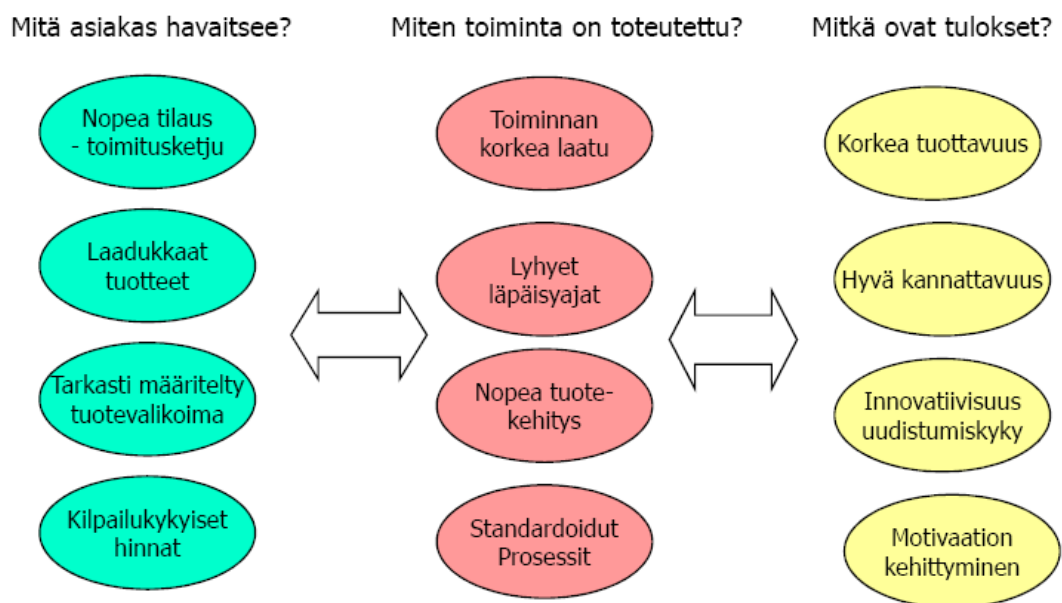 Mitä asiakas havaitsee?
Nopea tilaus
- toimitusketju
Laadukkaat
tuotteet
Tarkasti määritelty
tuotevalikoima
Kilpailukykyiset
hinnat
Miten toiminta on toteutettu?
Toiminnan
korkea laatu
Lyhyet
läpäisyajat
Nopea tuote-
kehitys
Standardoidut
Prosessit
Mitkä ovat tulokset?
Korkea tuottavuus
Hyvä kannattavuus
Innovatiivisuus
uudistumiskyky
Motivaation
kehittyminen